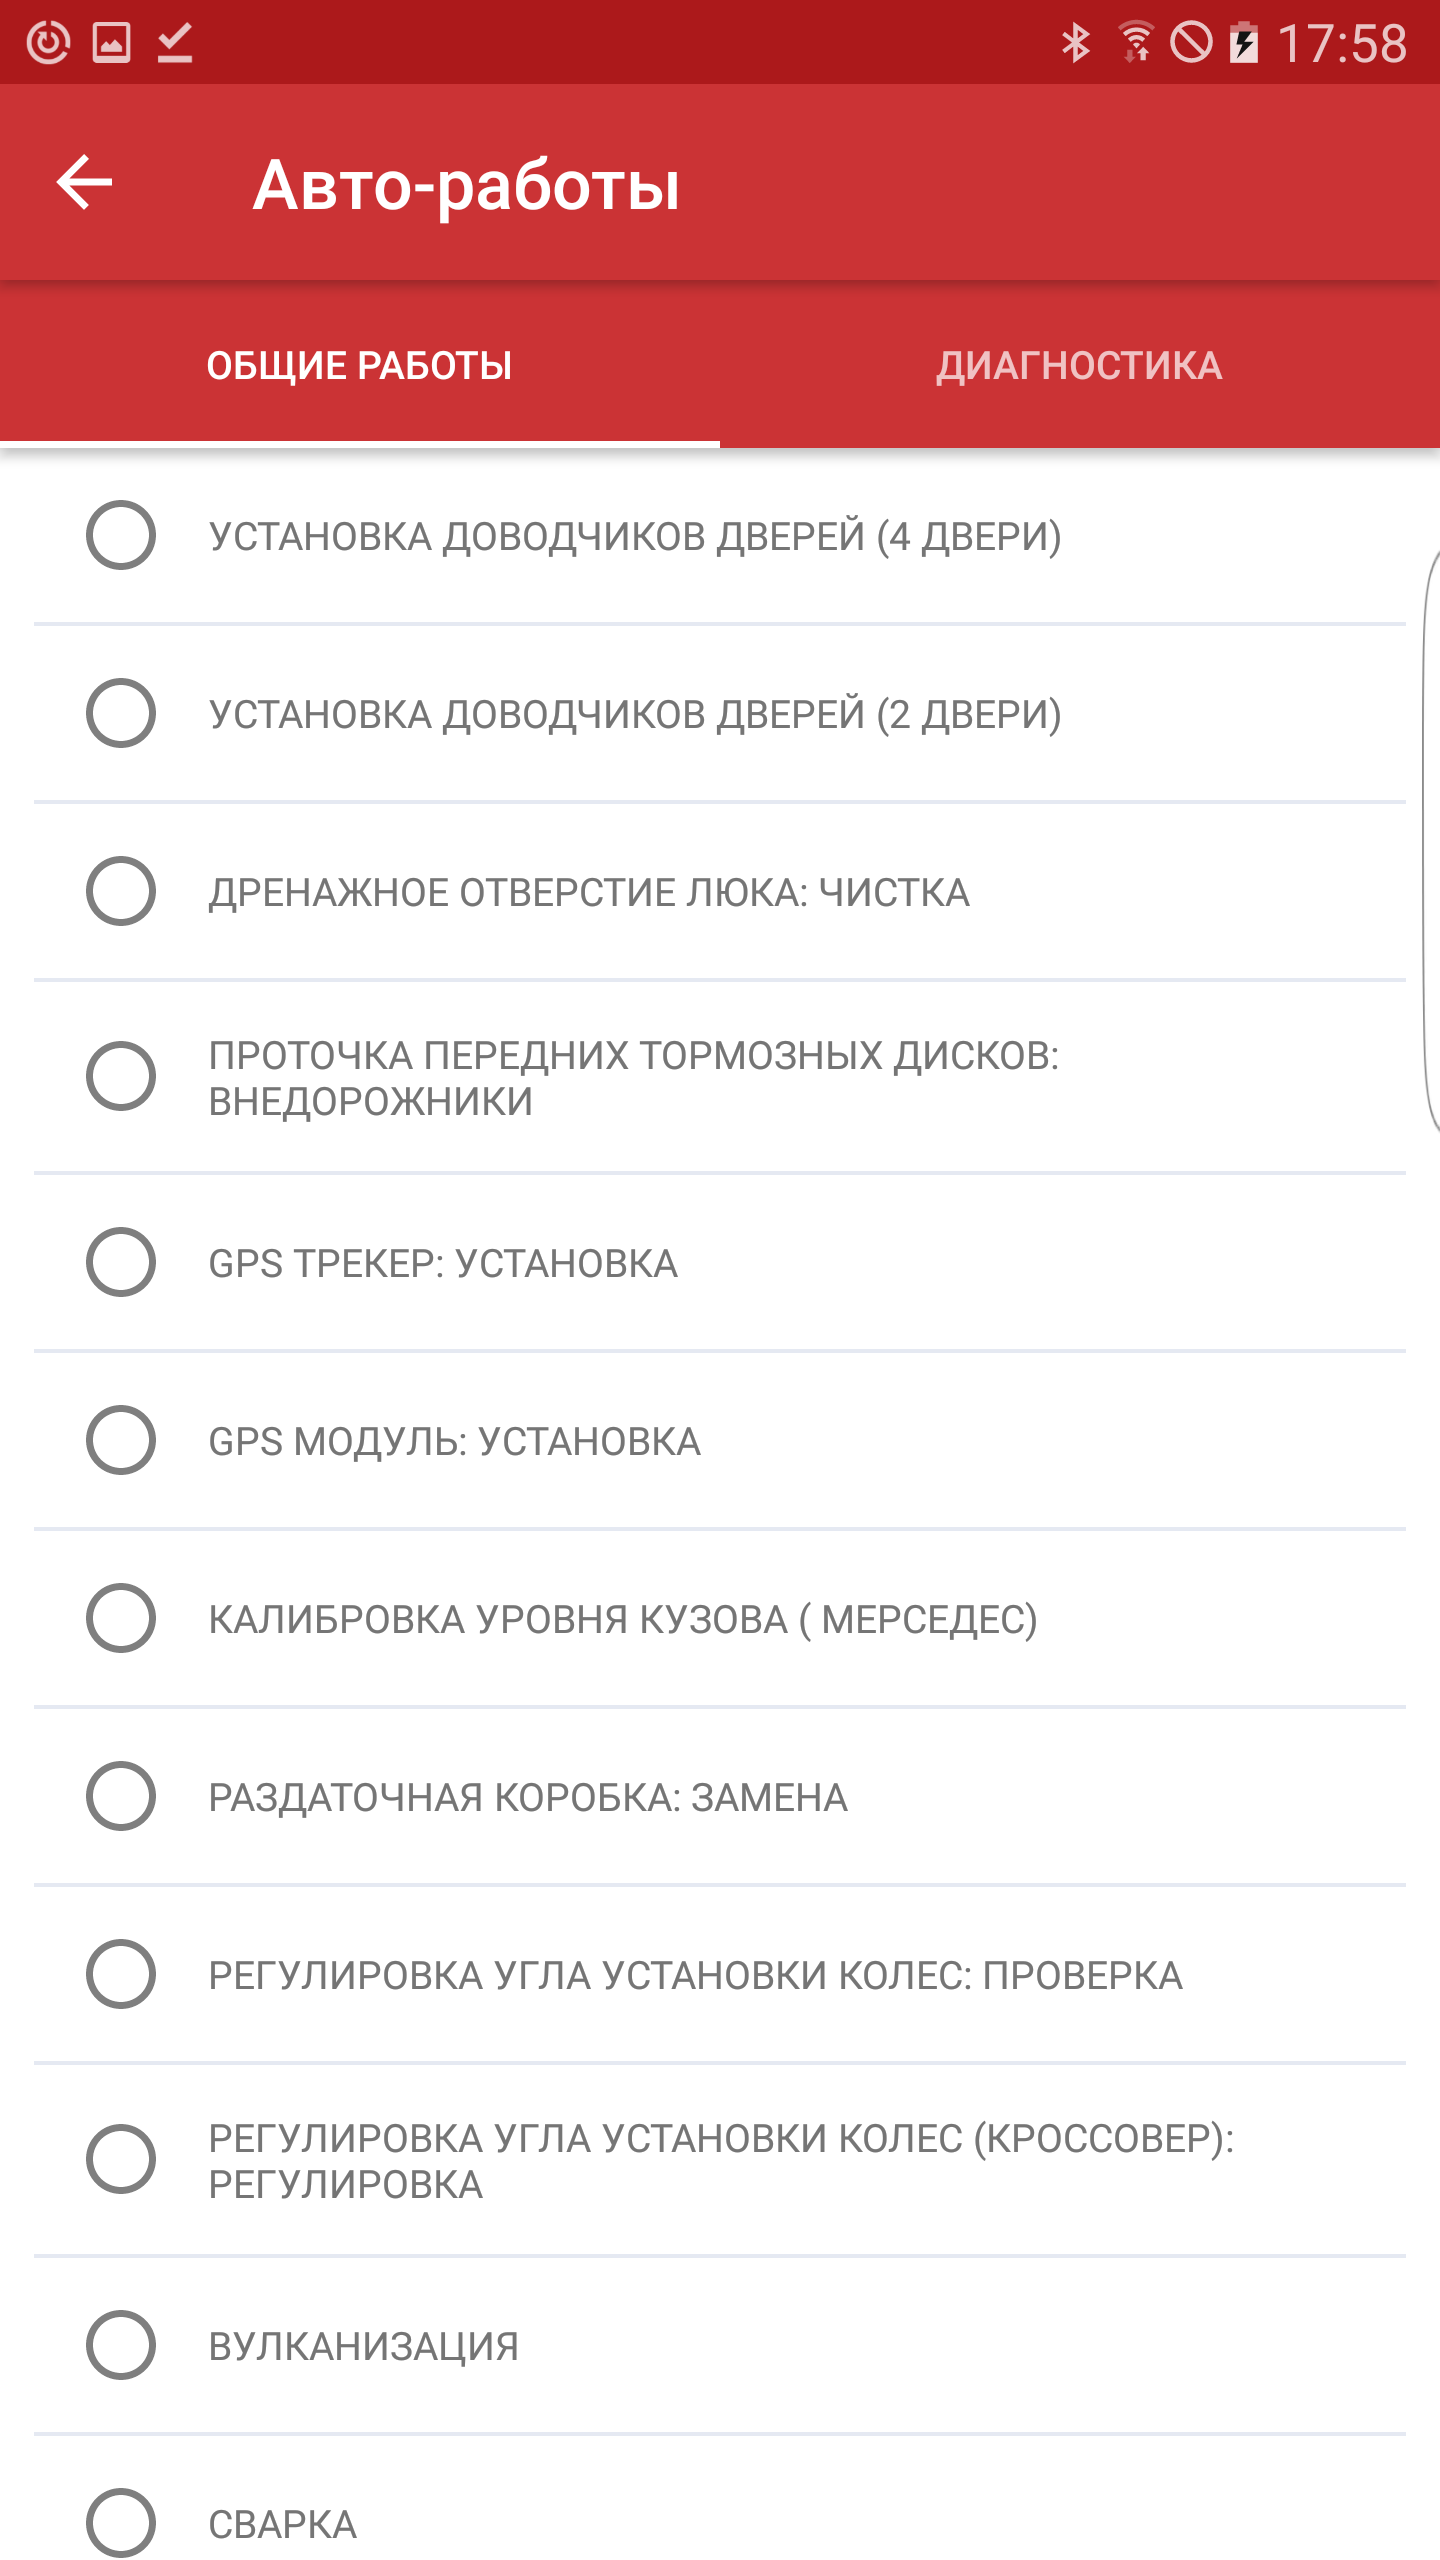 17:58
Авто-работы
ОБЩИЕ РАБОТЫ
ДИАГНОСТИКА
УСТАНОВКА ДОВОДЧИКОВ ДВЕРЕЙ (4 ДВЕРИ)
УСТАНОВКА ДОВОДЧИКОВ ДВЕРЕЙ (2 ДВЕРИ)
ДРЕНАЖНОЕ ОТВЕРСТИЕ ЛЮКА: ЧИСТКА
ПРОТОЧКА ПЕРЕДНИХ ТОРМОЗНЫХ ДИСКОВ:
ВНЕДОРОЖНИКИ
GPS ТРЕКЕР: УСТАНОВКА
GPS МОДУЛЬ: УСТАНОВКА
КАЛИБРОВКА УРОВНЯ КУЗОВА ( МЕРСЕДЕС)
РАЗДАТОЧНАЯ КОРОБКА: ЗАМЕНА
РЕГУЛИРОВКА УГЛА УСТАНОВКИ КОЛЕС: ПРОВЕРКА
РЕГУЛИРОВКА УГЛА УСТАНОВКИ КОЛЕС (КРОССОВЕР):
РЕГУЛИРОВКА
ВУЛКАНИЗАЦИЯ
СВАРКА